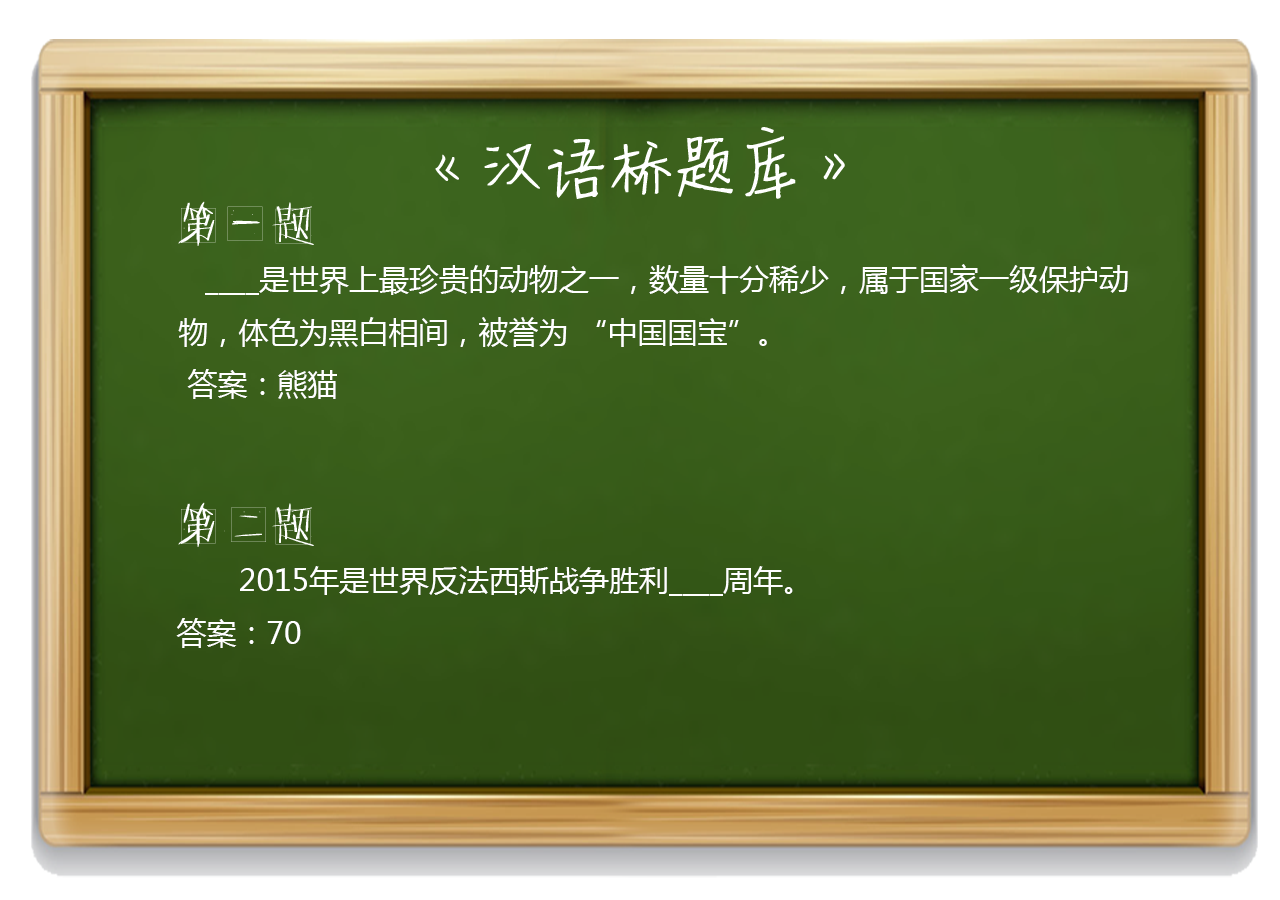 《汉语桥题库》
第一题
____是世界上最珍贵的动物之一，数量十分稀少，属于国家一级保护动
物，体色为黑白相间，被誉为 “中国国宝”。
答案：熊猫
第二题
2015年是世界反法西斯战争胜利____周年。
答案：70